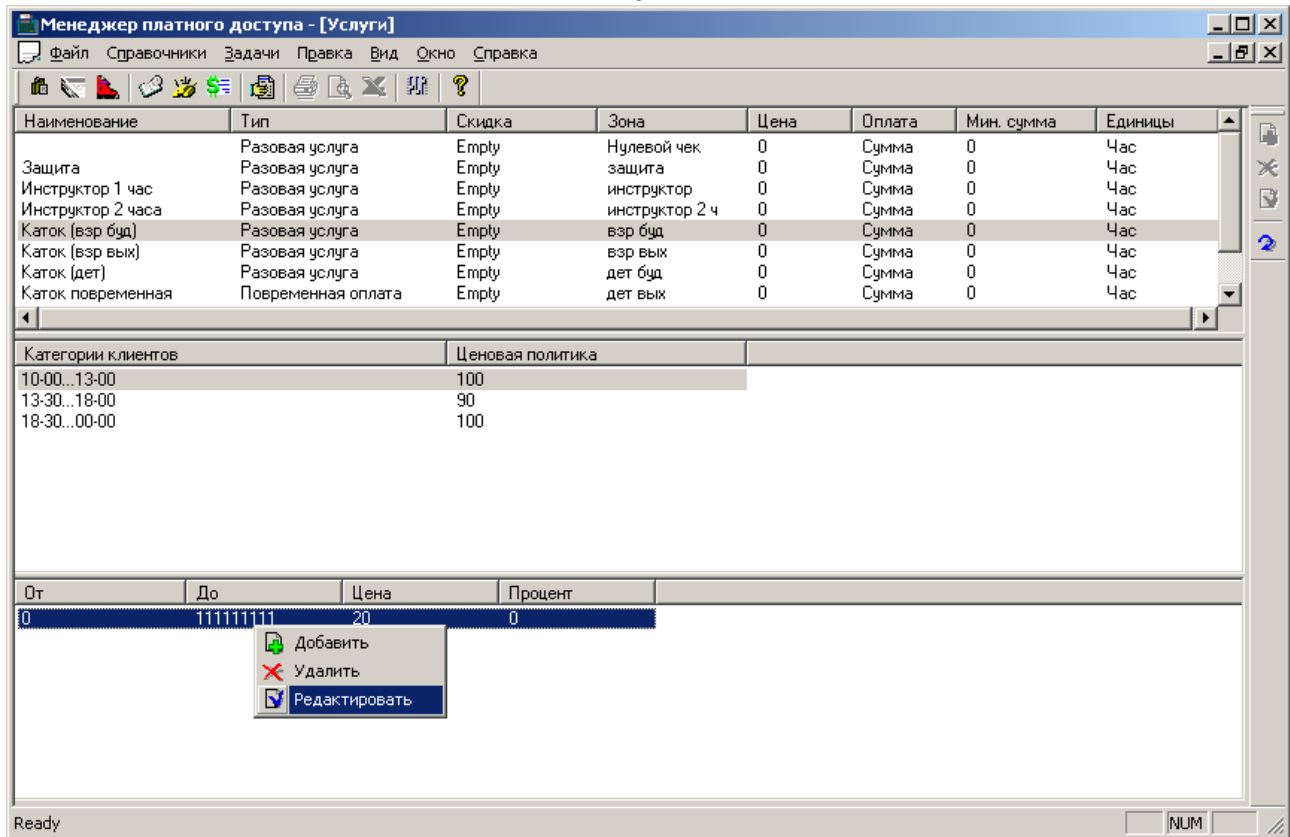 Менеджер платного доступа - [Услуги]
Файл Справочники Задачи Правка Вид Окно Справка
Наименование Тип Скидка Зона Цена Оплата Мин. сумма Единицы
Разовая услуга Empty Нулевой чек 0 Сумма 0 Час
Защита Разовая услуга Empty защита 0 Сумма 0 Час
Инструктор 1 час Разовая услуга Empty инструктор 0 Сумма 0 Час
Инструктор 2 часа Разовая услуга Empty инструктор 2 ч 0 Сумма 0 Час
Каток (взр буд) Разовая услуга Empty взр буд 0 Сумма 0 Час
Каток (взр вых) Разовая услуга Empty взр вых 0 Сумма 0 Час
Каток (дет) Разовая услуга Empty дет буд 0 Сумма 0 Час
Каток повременная Повременная оплата Empty дет вых 0 Сумма 0 Час
Категории клиентов Ценовая политика
10-00...13-00 100
13-30...18-00 90
18-30...00-00 100
От До Цена Процент
0 111111111 20 0
Добавить
Удалить
Редактировать
Ready NUM